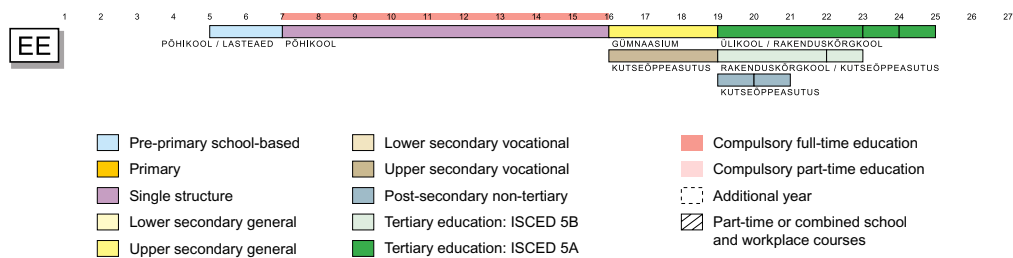 1 5 6 7 8 9 10 11 12 13 14 15 16 17 18 19 20 21 22 23 24 25 26 27
EE
PÕHIKOOL / LASTEAED PÕHIKOOL GÜMNAASIUM ÜLIKOOL / RAKENDUSKÕRGKOOL
KUTSEÕPPEASUTUS RAKENDUSKÕRGKOOL / KUTSEÕPPEASUTUS
KUTSEÕPPEASUTUS
Pre-primary school-based
Primary
Single structure
Lower secondary general
Upper secondary general
Lower secondary vocational
Upper secondary vocational
Post-secondary non-tertiary
Tertiary education: ISCED 5B
Tertiary education: ISCED 5A
Compulsory full-time education
Compulsory part-time education
Additional year
Part-time or combined school
and workplace courses